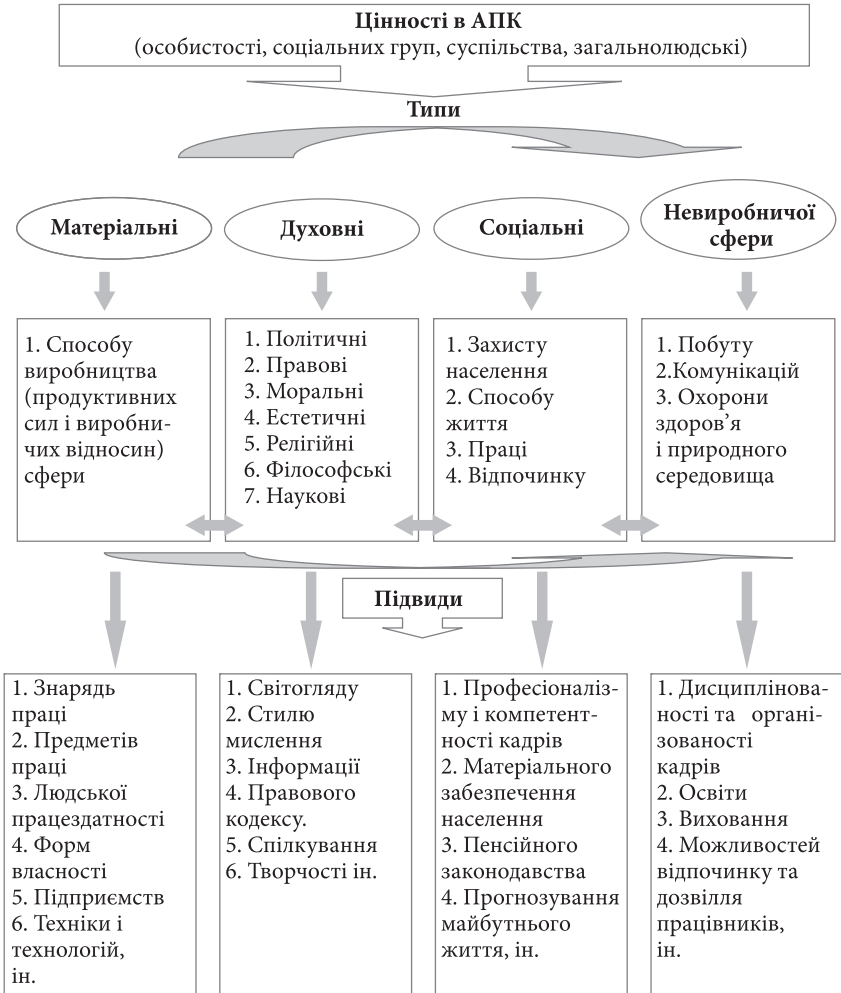 Цінності в АПК
(особистості, соціальних груп, суспільства, загальнолюдські)
Типи
Матеріальні
Духовні
Соціальні
Невиробничої
сфери
1. Способу
виробництва
(продуктивних
сил і виробни-
чих відносин)
сфери
1. Політичні
2. Правові
3. Моральні
4. Естетичні
5. Релігійні
6. Філософські
7. Наукові
1. Захисту
населення
2. Способу
життя
3. Праці
4. Відпочинку
1. Побуту
2.Комунікацій
3. Охорони
здоров’я
і природного
середовища
Підвиди
1. Знарядь
праці
2. Предметів
праці
3. Людської
працездатності
4. Форм
власності
5. Підприємств
6. Техніки і
технологій,
ін.
1. Світогляду
2. Стилю
мислення
3. Інформації
4. Правового
кодексу.
5. Спілкування
6. Творчості ін.
1. Професіоналіз-
му і компетент-
ності кадрів
2. Матеріального
забезпечення
населення
3. Пенсійного
законодавства
4. Прогнозування
майбутнього
життя, ін.
1. Дисциплінова-
ності та органі-
зованості
кадрів
2. Освіти
3. Виховання
4. Можливостей
відпочинку та
дозвілля
працівників,
ін.